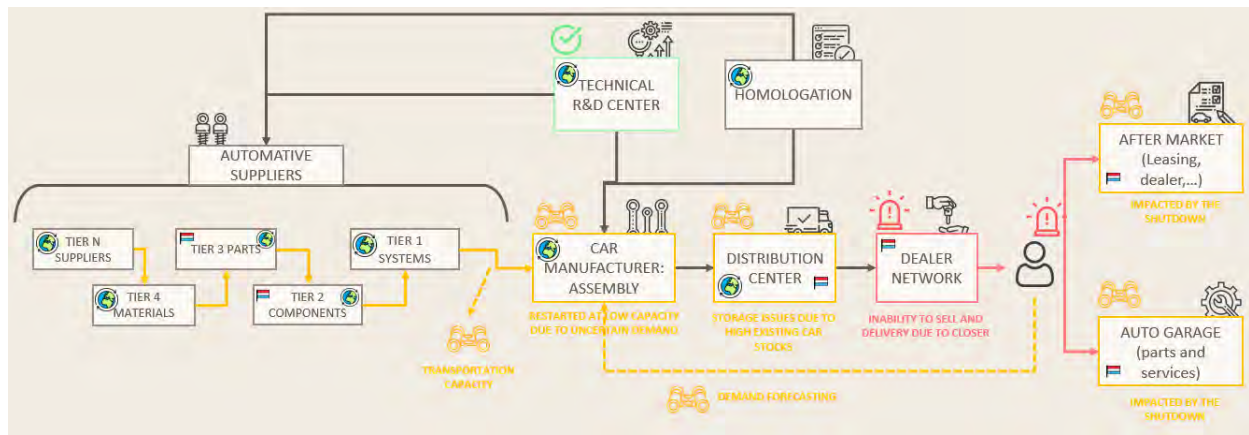 TECHNICAL
R&D CENTER
HOMOLOGATION
AUTOMATIVE
SUPPLIERS
TIER N
SUPPLIERS
TIER 4
MATERIALS
TIER 3 PARTS
TIER 2
COMPONENTS
TIER 1
SYSTEMS
TRANSPORTATION
CAPACITY
CAR
MANUFACTURER:
ASSEMBLY
RESTARTED AT LOW CAPACITY
DUE TO UNCERTAIN DEMAND
DISTRIBUTION
CENTER
STORAGE ISSUES DUE TO
HIGH EXISTING CAR
STOCKS
DEALER
NETWORK
INABILITY TO SELL AND
DELIVERY DUE TO CLOSER
DEMAND FORECASTING
AFTER MARKET
(Leasing,
dealer,...)
IMPACTED BY THE
SHUTDOWN
AUTO GARAGE
(parts and
services)
IMPACTED BY THE
SHUTDOWN